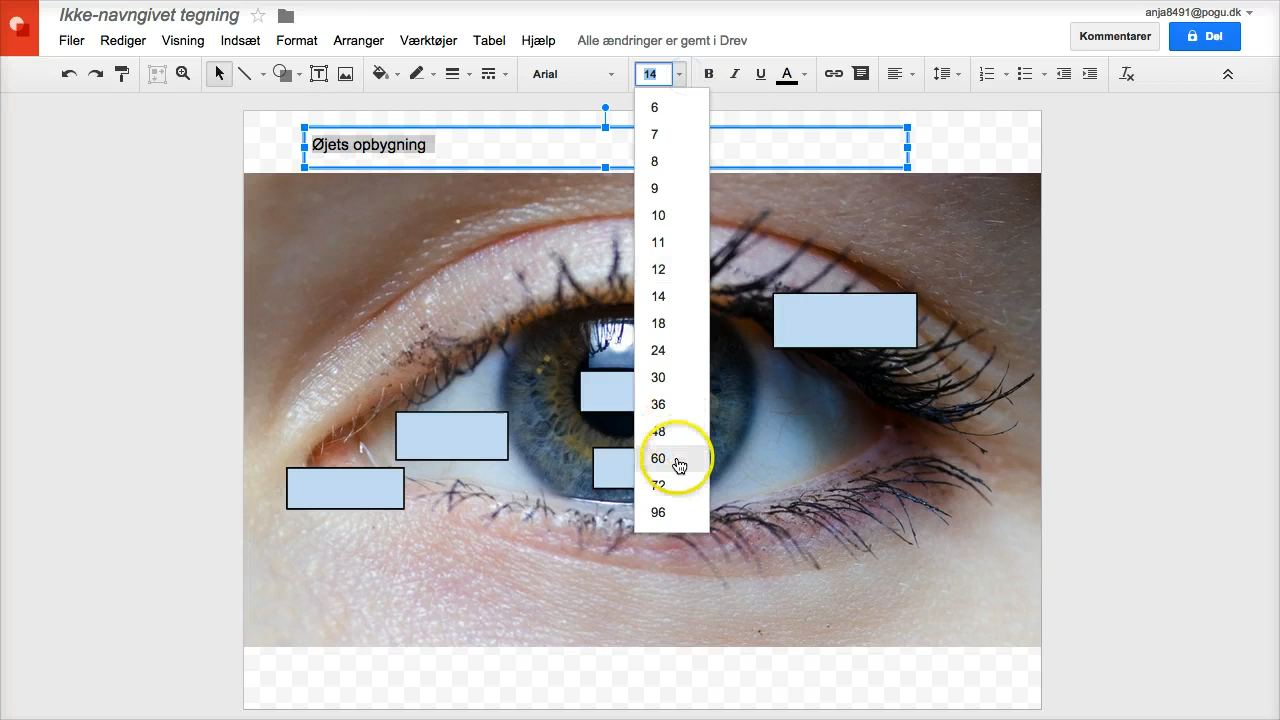 Ikke-navngivet tegning
anja8491@pogu.dk
Filer Rediger Visning Indsæt Format Arranger Værktøjer Tabel Hjælp Alle ændringer er gemt i Drev
Kommentarer Del
Arial 14 B I U A
Øjets opbygning
6
7
8
9
10
11
12
14
18
24
30
36
48
60
72
96